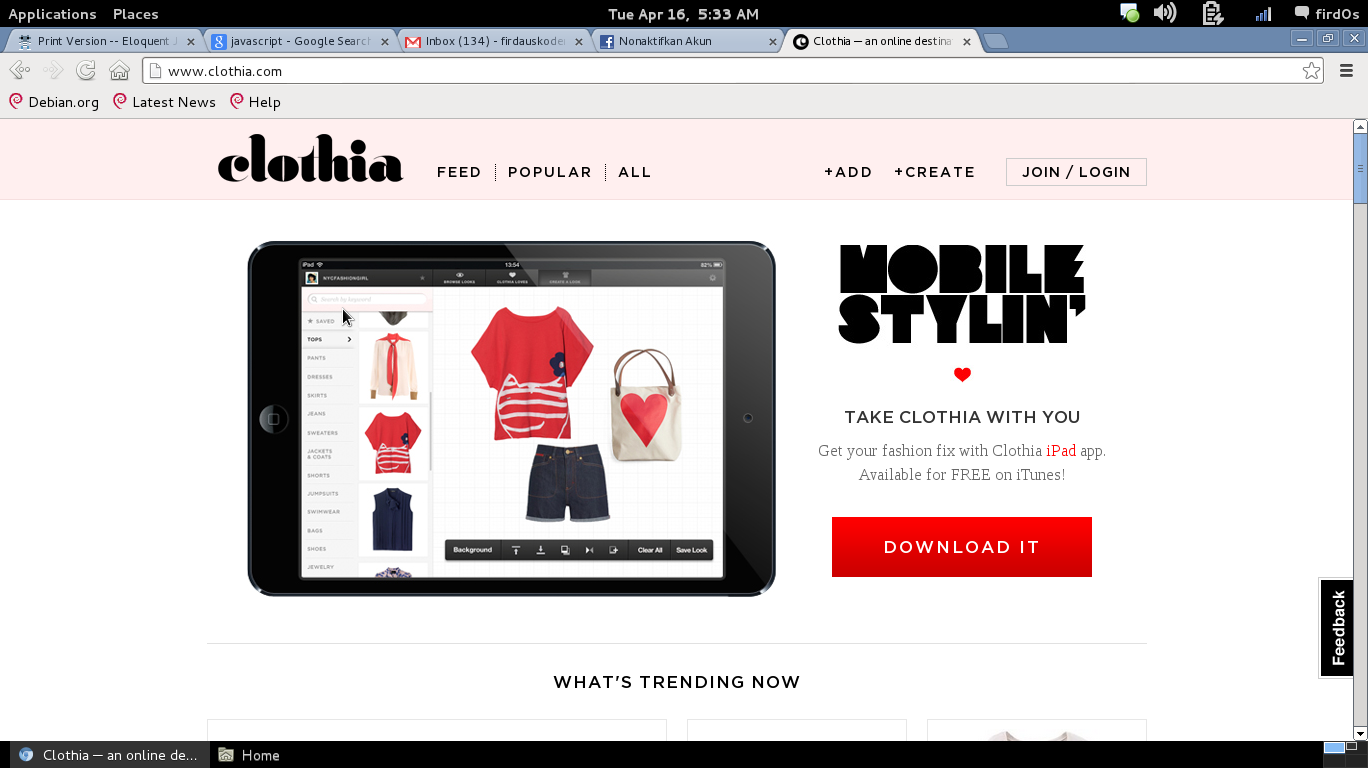 Applications Places Tue Apr 16, 5:33 AM firdOs
Print Version -- Eloquent J javascript - Google Search Inbox (134) - firdauskoder Nonaktifkan Akun Clothia — an online destina
www.clothia.com
Debian.org Latest News Help
clothia FEED POPULAR ALL +ADD +CREATE JOIN / LOGIN
iPad 13:54 82%
NYCFASHIONGIRL BROWSE LOOKS CLOTHIA LOVES CREATE A LOOK
Search by keyword
SAVED
TOPS
PANTS
DRESSES
SKIRTS
JEANS
SWEATERS
JACKETS
& COATS
SHORTS
JUMPSUITS
SWIMWEAR
BAGS
SHOES
JEWELRY
Background Clear All Save Look
MOBILE
STYLIN'
TAKE CLOTHIA WITH YOU
Get your fashion fix with Clothia iPad app.
Available for FREE on iTunes!
DOWNLOAD IT
Feedback
WHAT'S TRENDING NOW
Clothia — an online de... Home